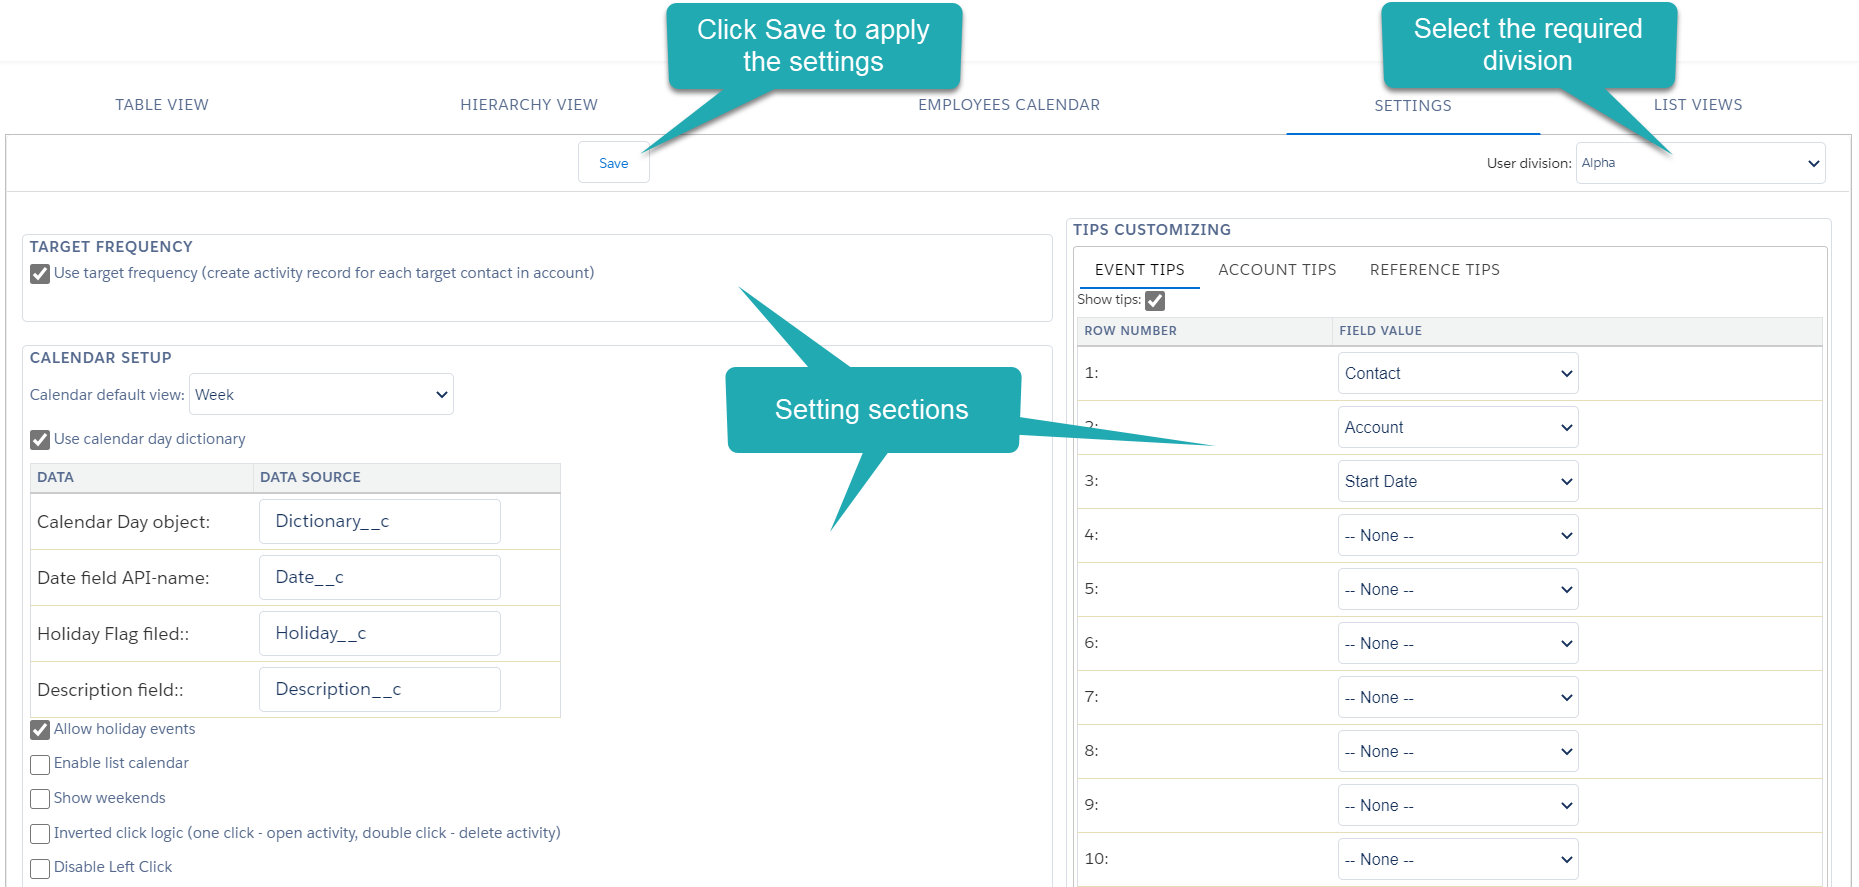 Click Save to apply
the settings
Select the required
division
TABLE VIEW
HIERARCHY VIEW
EMPLOYEES CALENDAR
SETTINGS
LIST VIEWS
Save
User division:
Alpha
TARGET FREQUENCY
Use target frequency (create activity record for each target contact in account)
CALENDAR SETUP
Calendar default view:
Week
Use calendar day dictionary
DATA
DATA SOURCE
Calendar Day object:
Dictionary__c
Date field API-name:
Date__c
Holiday Flag filed::
Holiday__c
Description field::
Description__c
Allow holiday events
Enable list calendar
Show weekends
Inverted click logic (one click - open activity, double click - delete activity)
Disable Left Click
Setting sections
TIPS CUSTOMIZING
EVENT TIPS
ACCOUNT TIPS
REFERENCE TIPS
Show tips:
ROW NUMBER
FIELD VALUE
1:
Contact
2:
Account
3:
Start Date
4:
-- None --
5:
-- None --
6:
-- None --
7:
-- None --
8:
-- None --
9:
-- None --
10:
-- None --